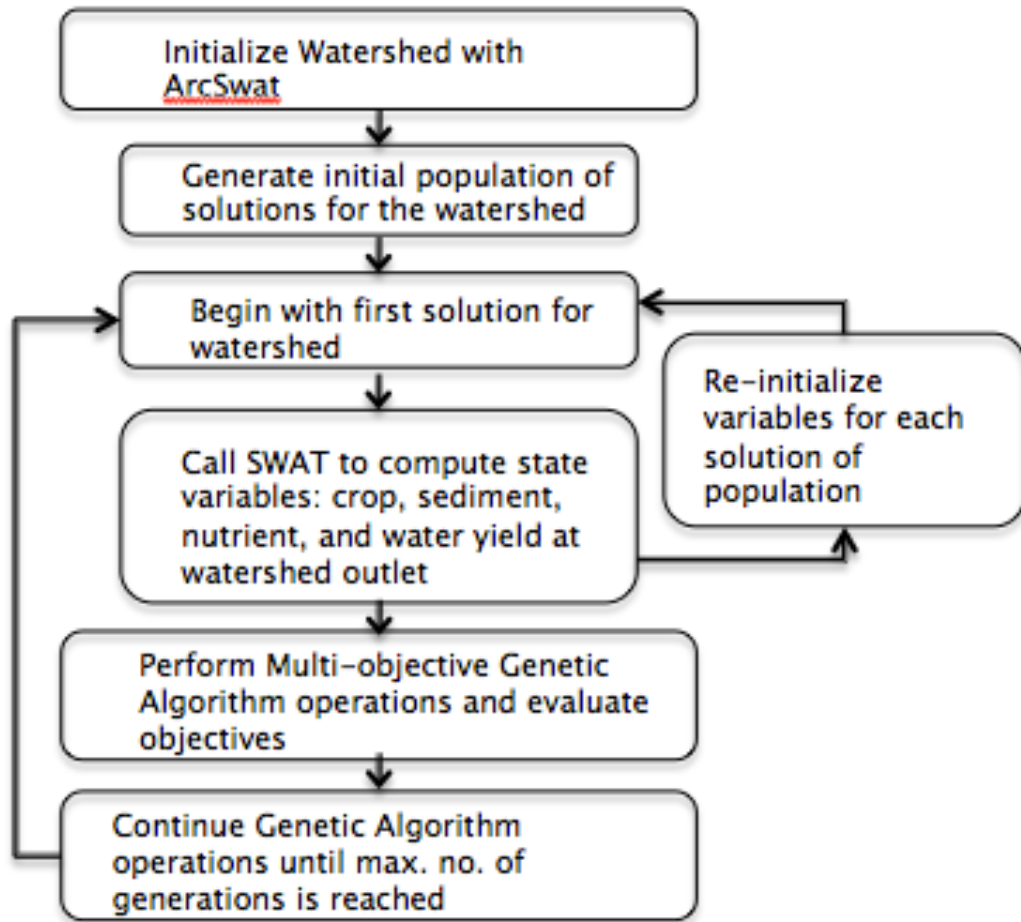 Initialize Watershed with
ArcSwat
Generate initial population of
solutions for the watershed
Begin with first solution for
watershed
Re-initialize
variables for each
solution of
population
Call SWAT to compute state
variables: crop, sediment,
nutrient, and water yield at
watershed outlet
Perform Multi-objective Genetic
Algorithm operations and evaluate
objectives
Continue Genetic Algorithm
operations until max. no. of
generations is reached